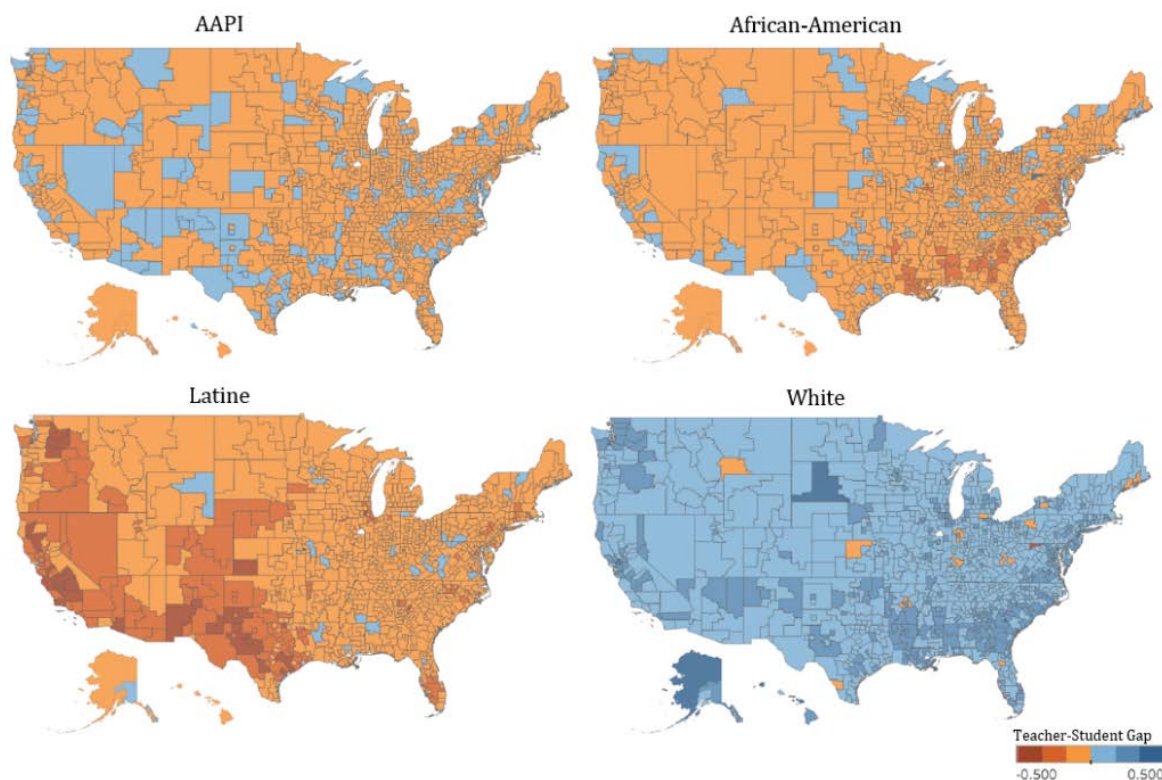 AAPI
African-American
Latine
White
Teacher-Student Gap
-0.500
0.500